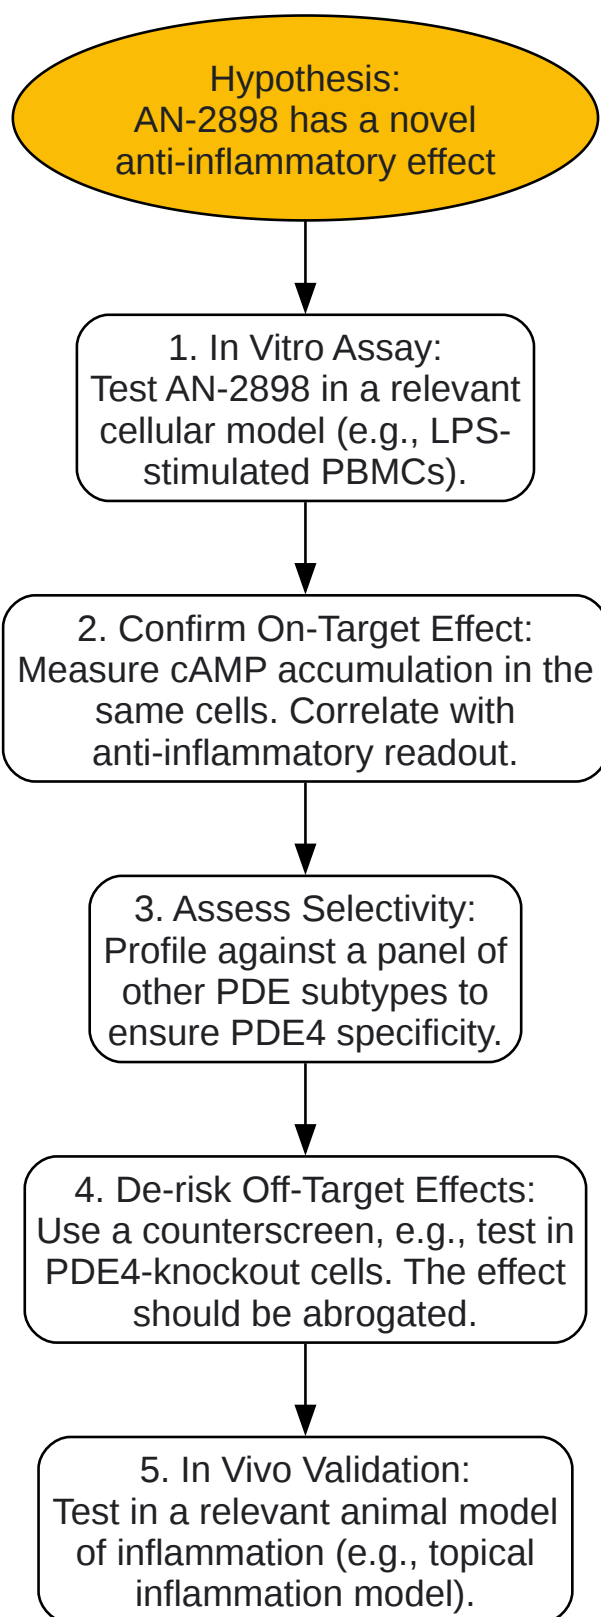 Hypothesis:
AN-2898 has a novel
anti-inflammatory effect
1. In Vitro Assay:
Test AN-2898 in a relevant
cellular model (e.g., LPS-
stimulated PBMCs).
2. Confirm On-Target Effect:
Measure cAMP accumulation in the
same cells. Correlate with
anti-inflammatory readout.
3. Assess Selectivity:
Profile against a panel of
other PDE subtypes to
ensure PDE4 specificity.
4. De-risk Off-Target Effects:
Use a counterscreen, e.g., test in
PDE4-knockout cells. The effect
should be abrogated.
5. In Vivo Validation:
Test in a relevant animal model
of inflammation (e.g., topical
inflammation model).